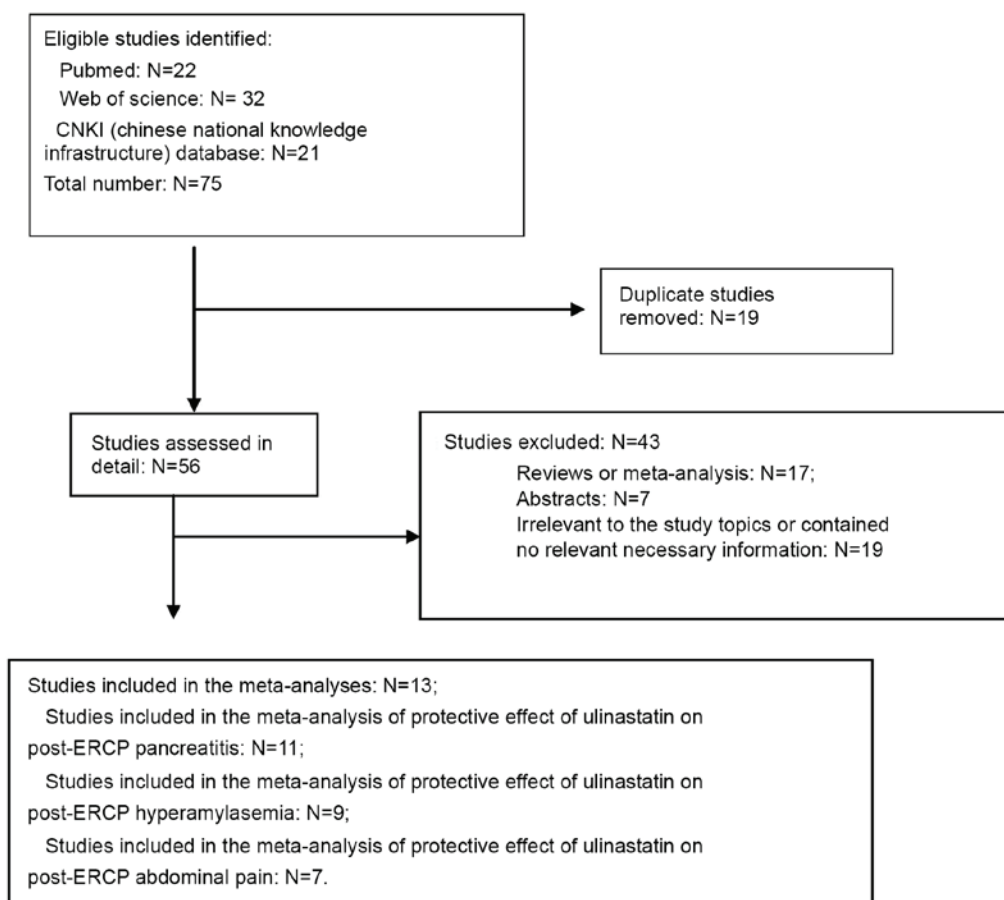 Eligible studies identified:
Pubmed: N=22
Web of science: N= 32
CNKI (chinese national knowledge
infrastructure) database: N=21
Total number: N=75
Duplicate studies
removed: N=19
Studies assessed in
detail: N=56
Studies excluded: N=43
Reviews or meta-analysis: N=17;
Abstracts: N=7
Irrelevant to the study topics or contained
no relevant necessary information: N=19
Studies included in the meta-analyses: N=13;
Studies included in the meta-analysis of protective effect of ulinastatin on
post-ERCP pancreatitis: N=11;
Studies included in the meta-analysis of protective effect of ulinastatin on
post-ERCP hyperamylasemia: N=9;
Studies included in the meta-analysis of protective effect of ulinastatin on
post-ERCP abdominal pain: N=7.